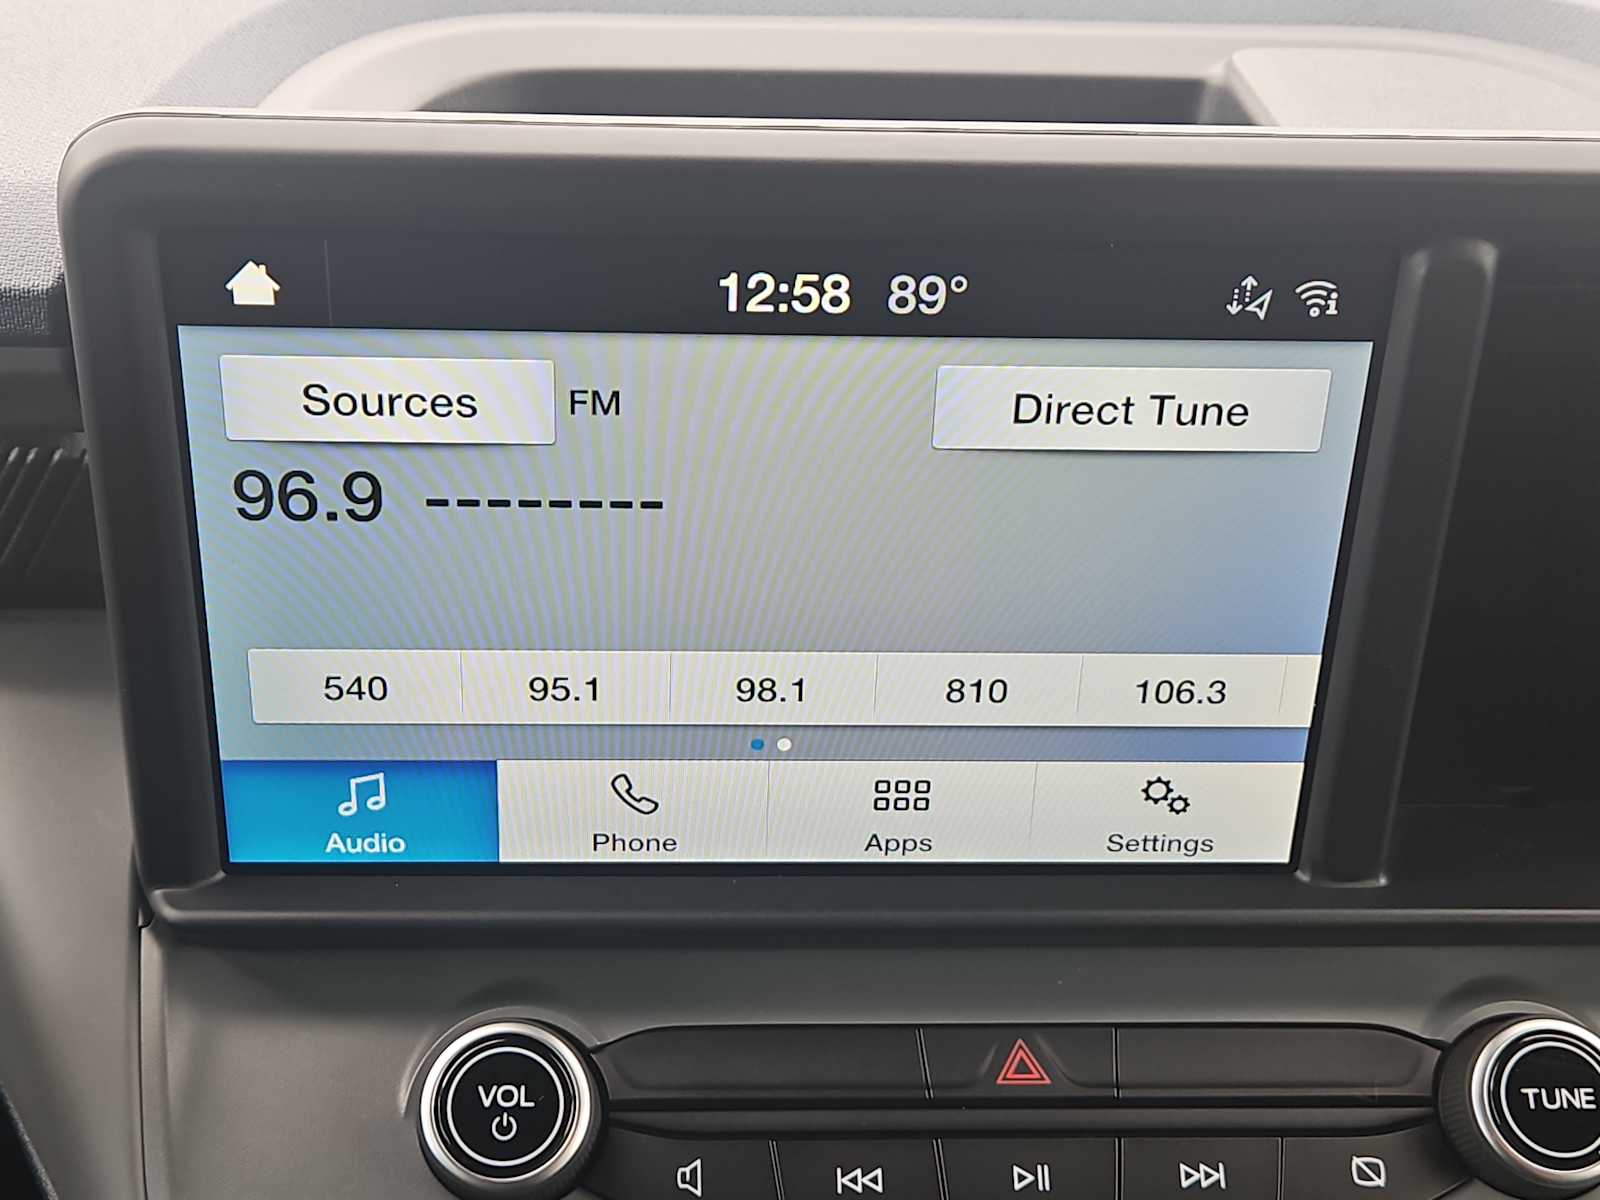 12:58 89°
Sources FM Direct Tune
96.9 --------
540 95.1 98.1 810 106.3
Audio Phone Apps Settings
VOL TUNE